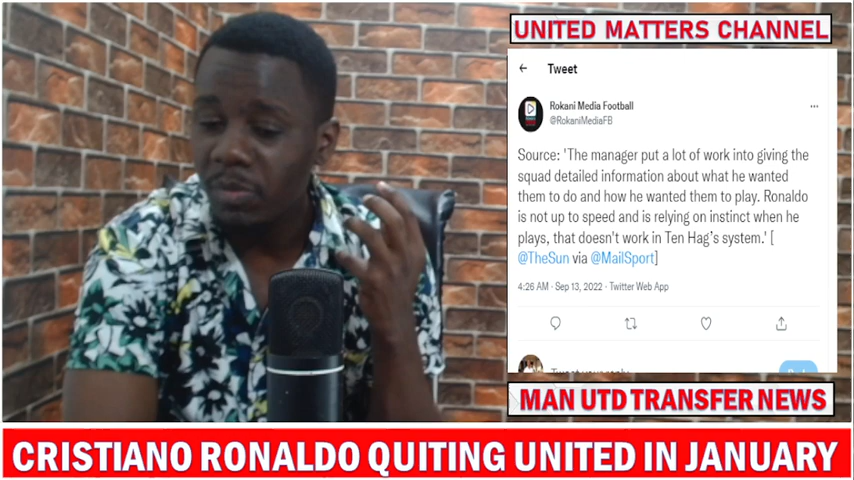 UNITED MATTERS CHANNEL
Tweet
Rokani Media Football
@RokaniMediaFB
Source: 'The manager put a lot of work into giving the
squad detailed information about what he wanted
them to do and how he wanted them to play. Ronaldo
is not up to speed and is relying on instinct when he
plays, that doesn't work in Ten Hag's system.' [
@TheSun via @MailSport]
4:26 AM · Sep 13, 2022 · Twitter Web App
MAN UTD TRANSFER NEWS
CRISTIANO RONALDO QUITING UNITED IN JANUARY